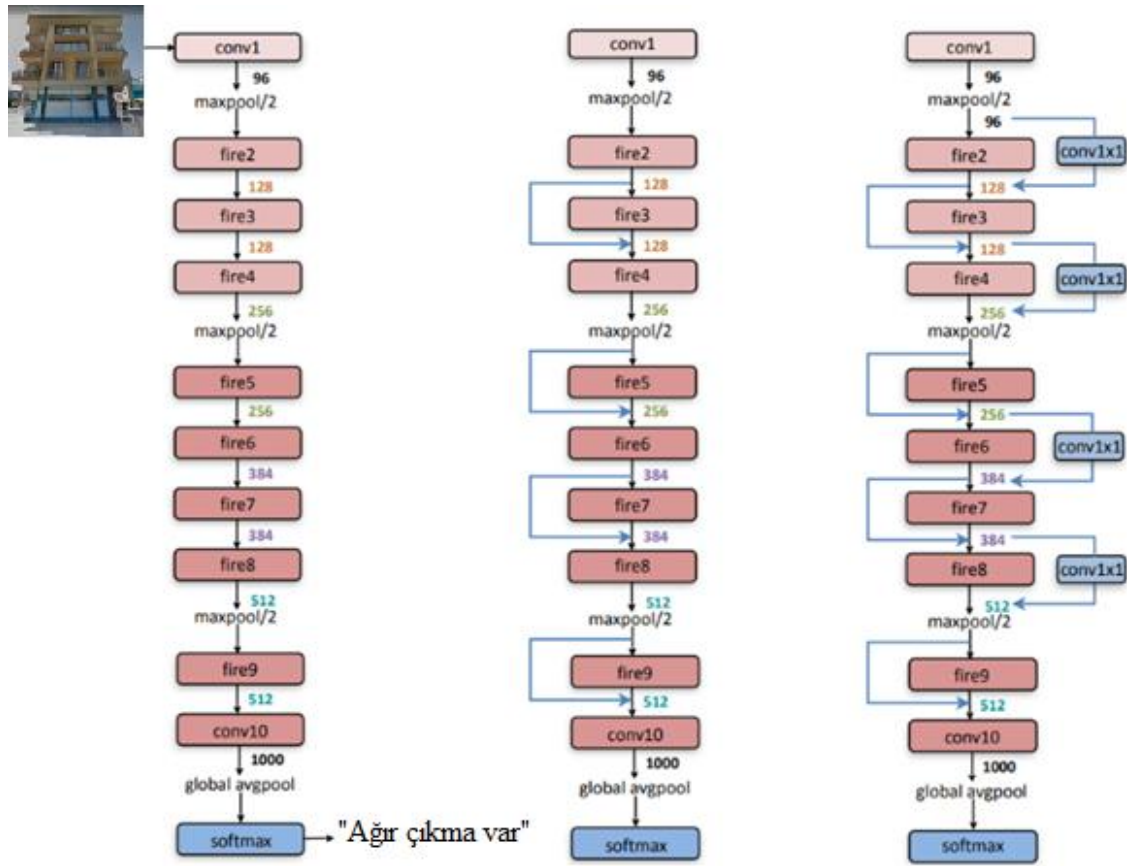 conv1
96
maxpool/2
fire2
128
fire3
128
fire4
256
maxpool/2
fire5
256
fire6
384
fire7
384
fire8
512
maxpool/2
fire9
512
conv10
1000
global avgpool
softmax
"Ağır çıkma var"
conv1
96
maxpool/2
fire2
128
fire3
128
fire4
256
maxpool/2
fire5
256
fire6
384
fire7
384
fire8
512
maxpool/2
fire9
512
conv10
1000
global avgpool
softmax
conv1
96
maxpool/2
96
conv1x1
fire2
128
fire3
128
conv1x1
fire4
256
maxpool/2
fire5
256
conv1x1
fire6
384
fire7
384
conv1x1
fire8
512
maxpool/2
fire9
512
conv10
1000
global avgpool
softmax